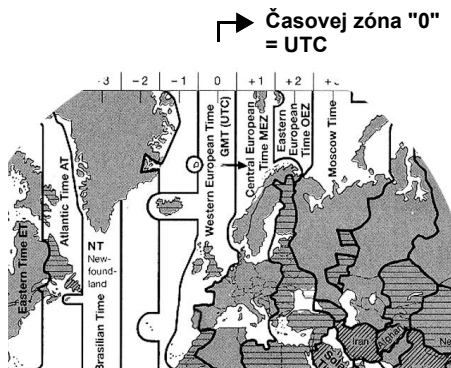 Časovej zóna "0"
= UTC
-3 -2 -1 0 +1 +2
Eastern Time ET
Atlantic Time AT
NT
New-
found-
land
Brasilian Time
Western European Time
GMT (UTC)
Central European
Time MEZ
Eastern
European
Time OEZ
Moscow Time
Iran
Afghan